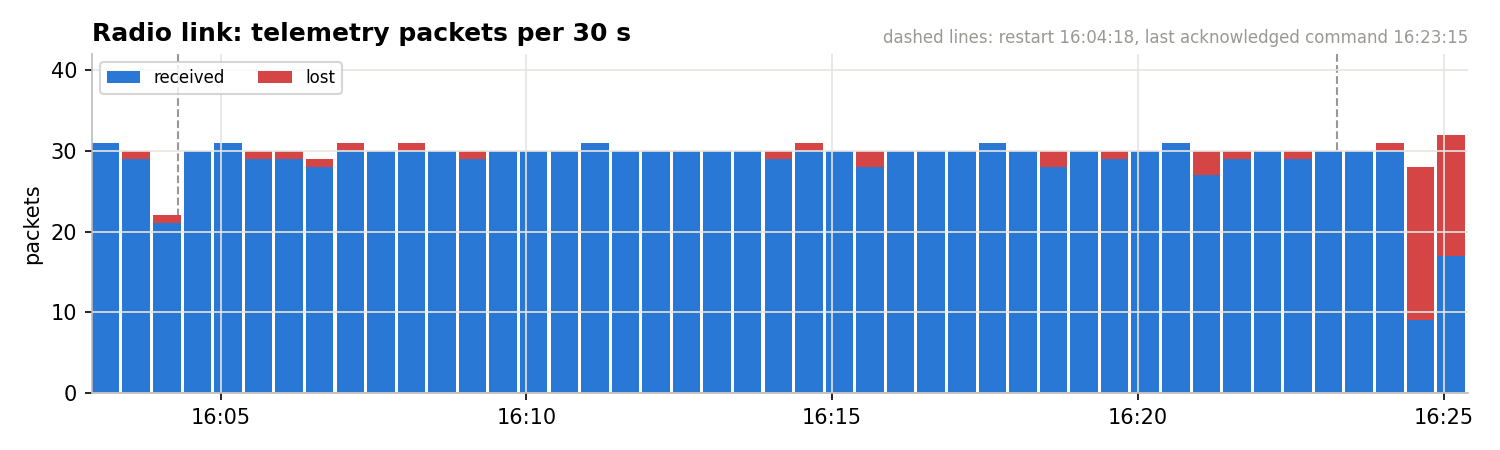 Radio link: telemetry packets per 30 s
dashed lines: restart 16:04:18, last acknowledged command 16:23:15
received
lost
packets
40
30
20
10
0
16:05
16:10
16:15
16:20
16:25